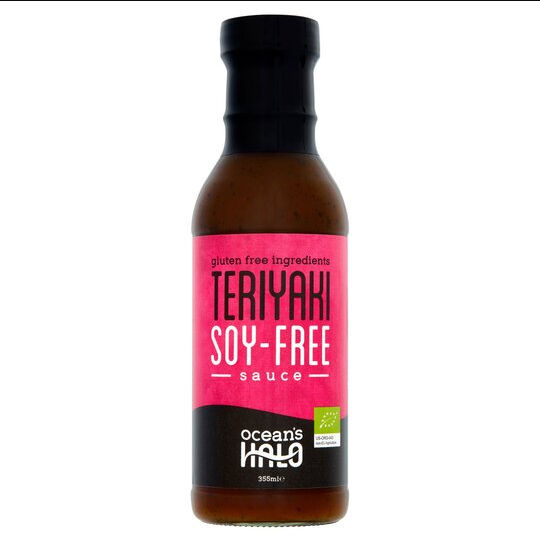 gluten free ingredients
TERIYAKI
SOY-FREE
sauce
ocean's
HALO
355ml℮